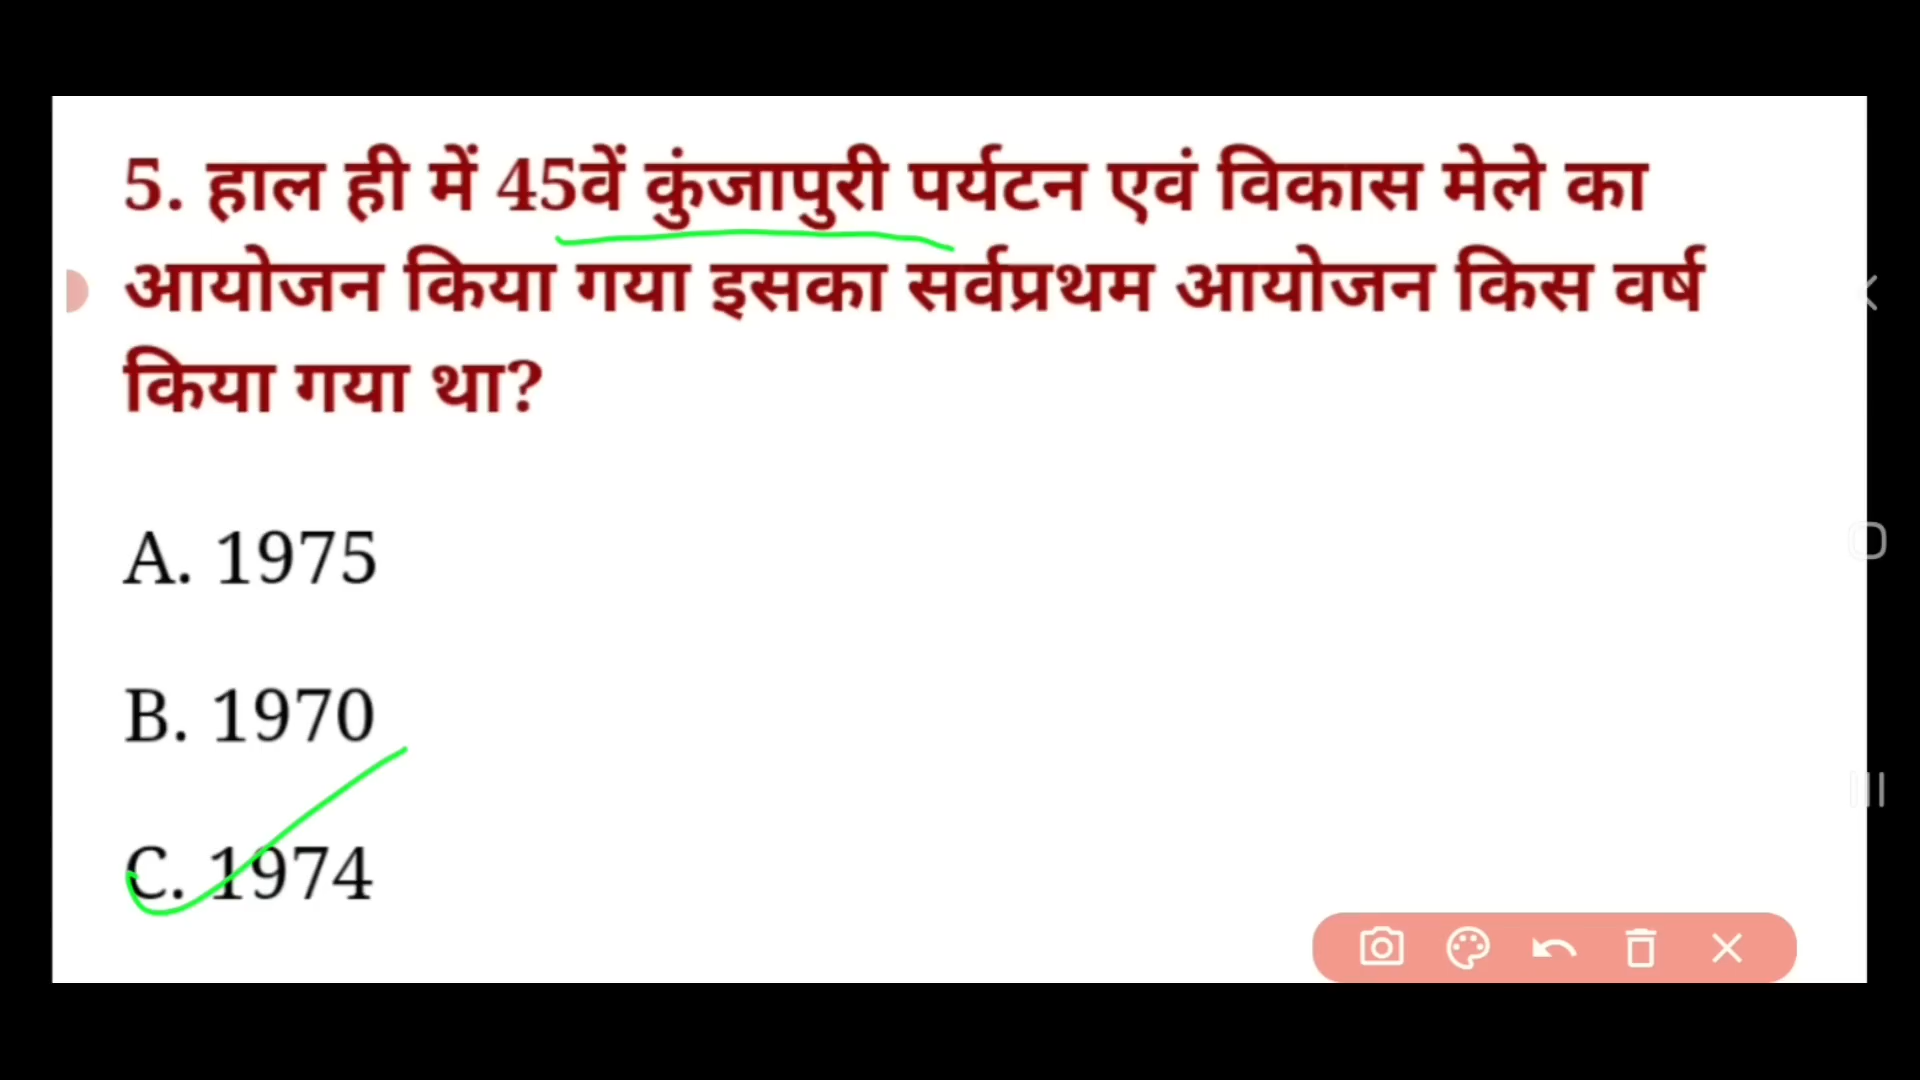 5. हाल ही में 45वें कुंजापुरी पर्यटन एवं विकास मेले का
आयोजन किया गया इसका सर्वप्रथम आयोजन किस वर्ष
किया गया था?
A. 1975
B. 1970
C. 1974